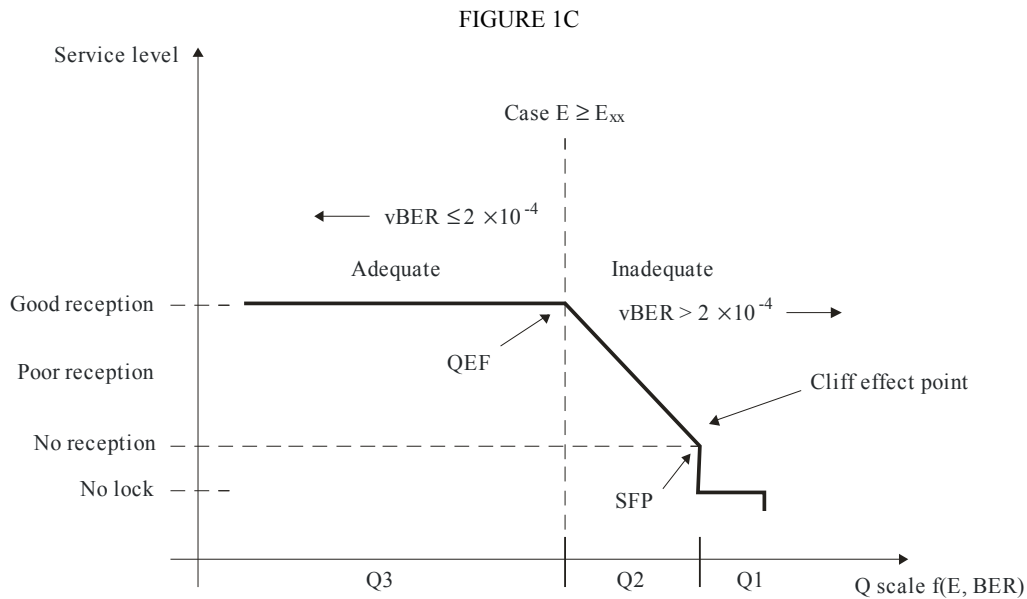 FIGURE 1C
Service level
Case E ≥ Exx
vBER ≤ 2 ×10-4
Adequate
Inadequate
Good reception
vBER > 2 ×10-4
QEF
Poor reception
Cliff effect point
No reception
No lock
SFP
Q3
Q2
Q1
Q scale f(E, BER)